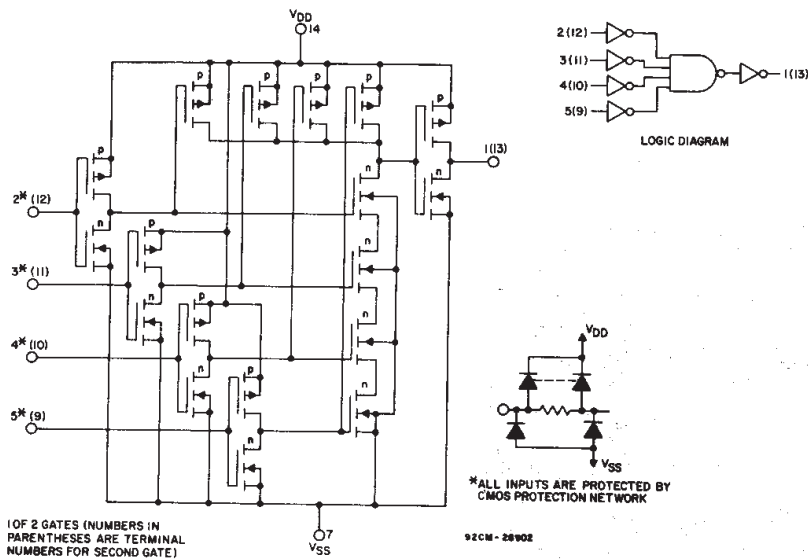 VDD
14
2(12)
3(11)
4(10)
5(9)
1(13)
LOGIC DIAGRAM
p
p
p
p
p
1(13)
n
n
p
2*(12)
n
p
3*(11)
n
n
p
4*(10)
n
n
p
5*(9)
n
n
VDD
VSS
*ALL INPUTS ARE PROTECTED BY
CMOS PROTECTION NETWORK
7
VSS
1 OF 2 GATES (NUMBERS IN
PARENTHESES ARE TERMINAL
NUMBERS FOR SECOND GATE)
92CM-28902